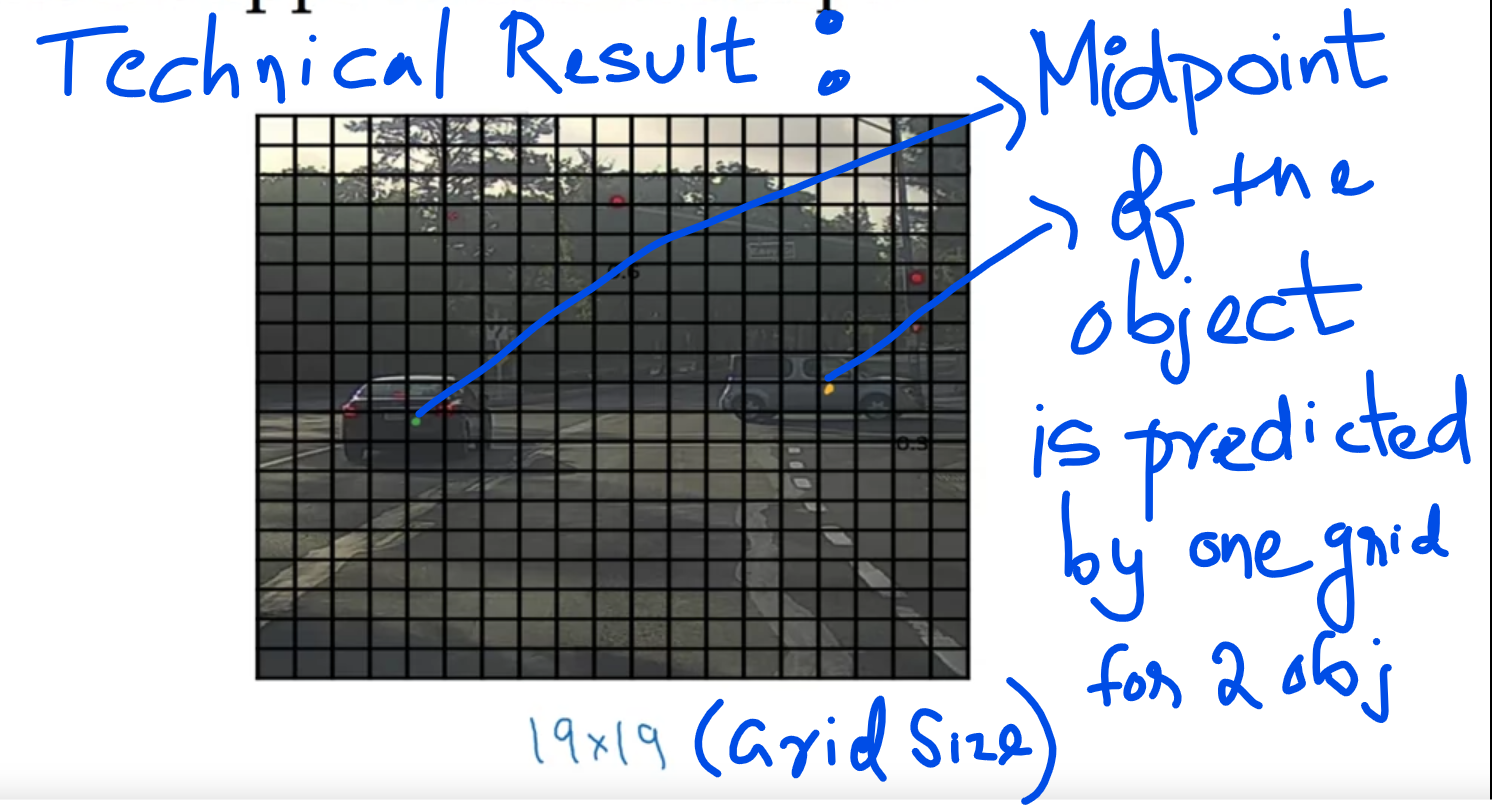 Technical Result :
Midpoint
of the
object
is predicted
by one grid
for 2 obj
0.6
0.3
19x19 (Grid Size)